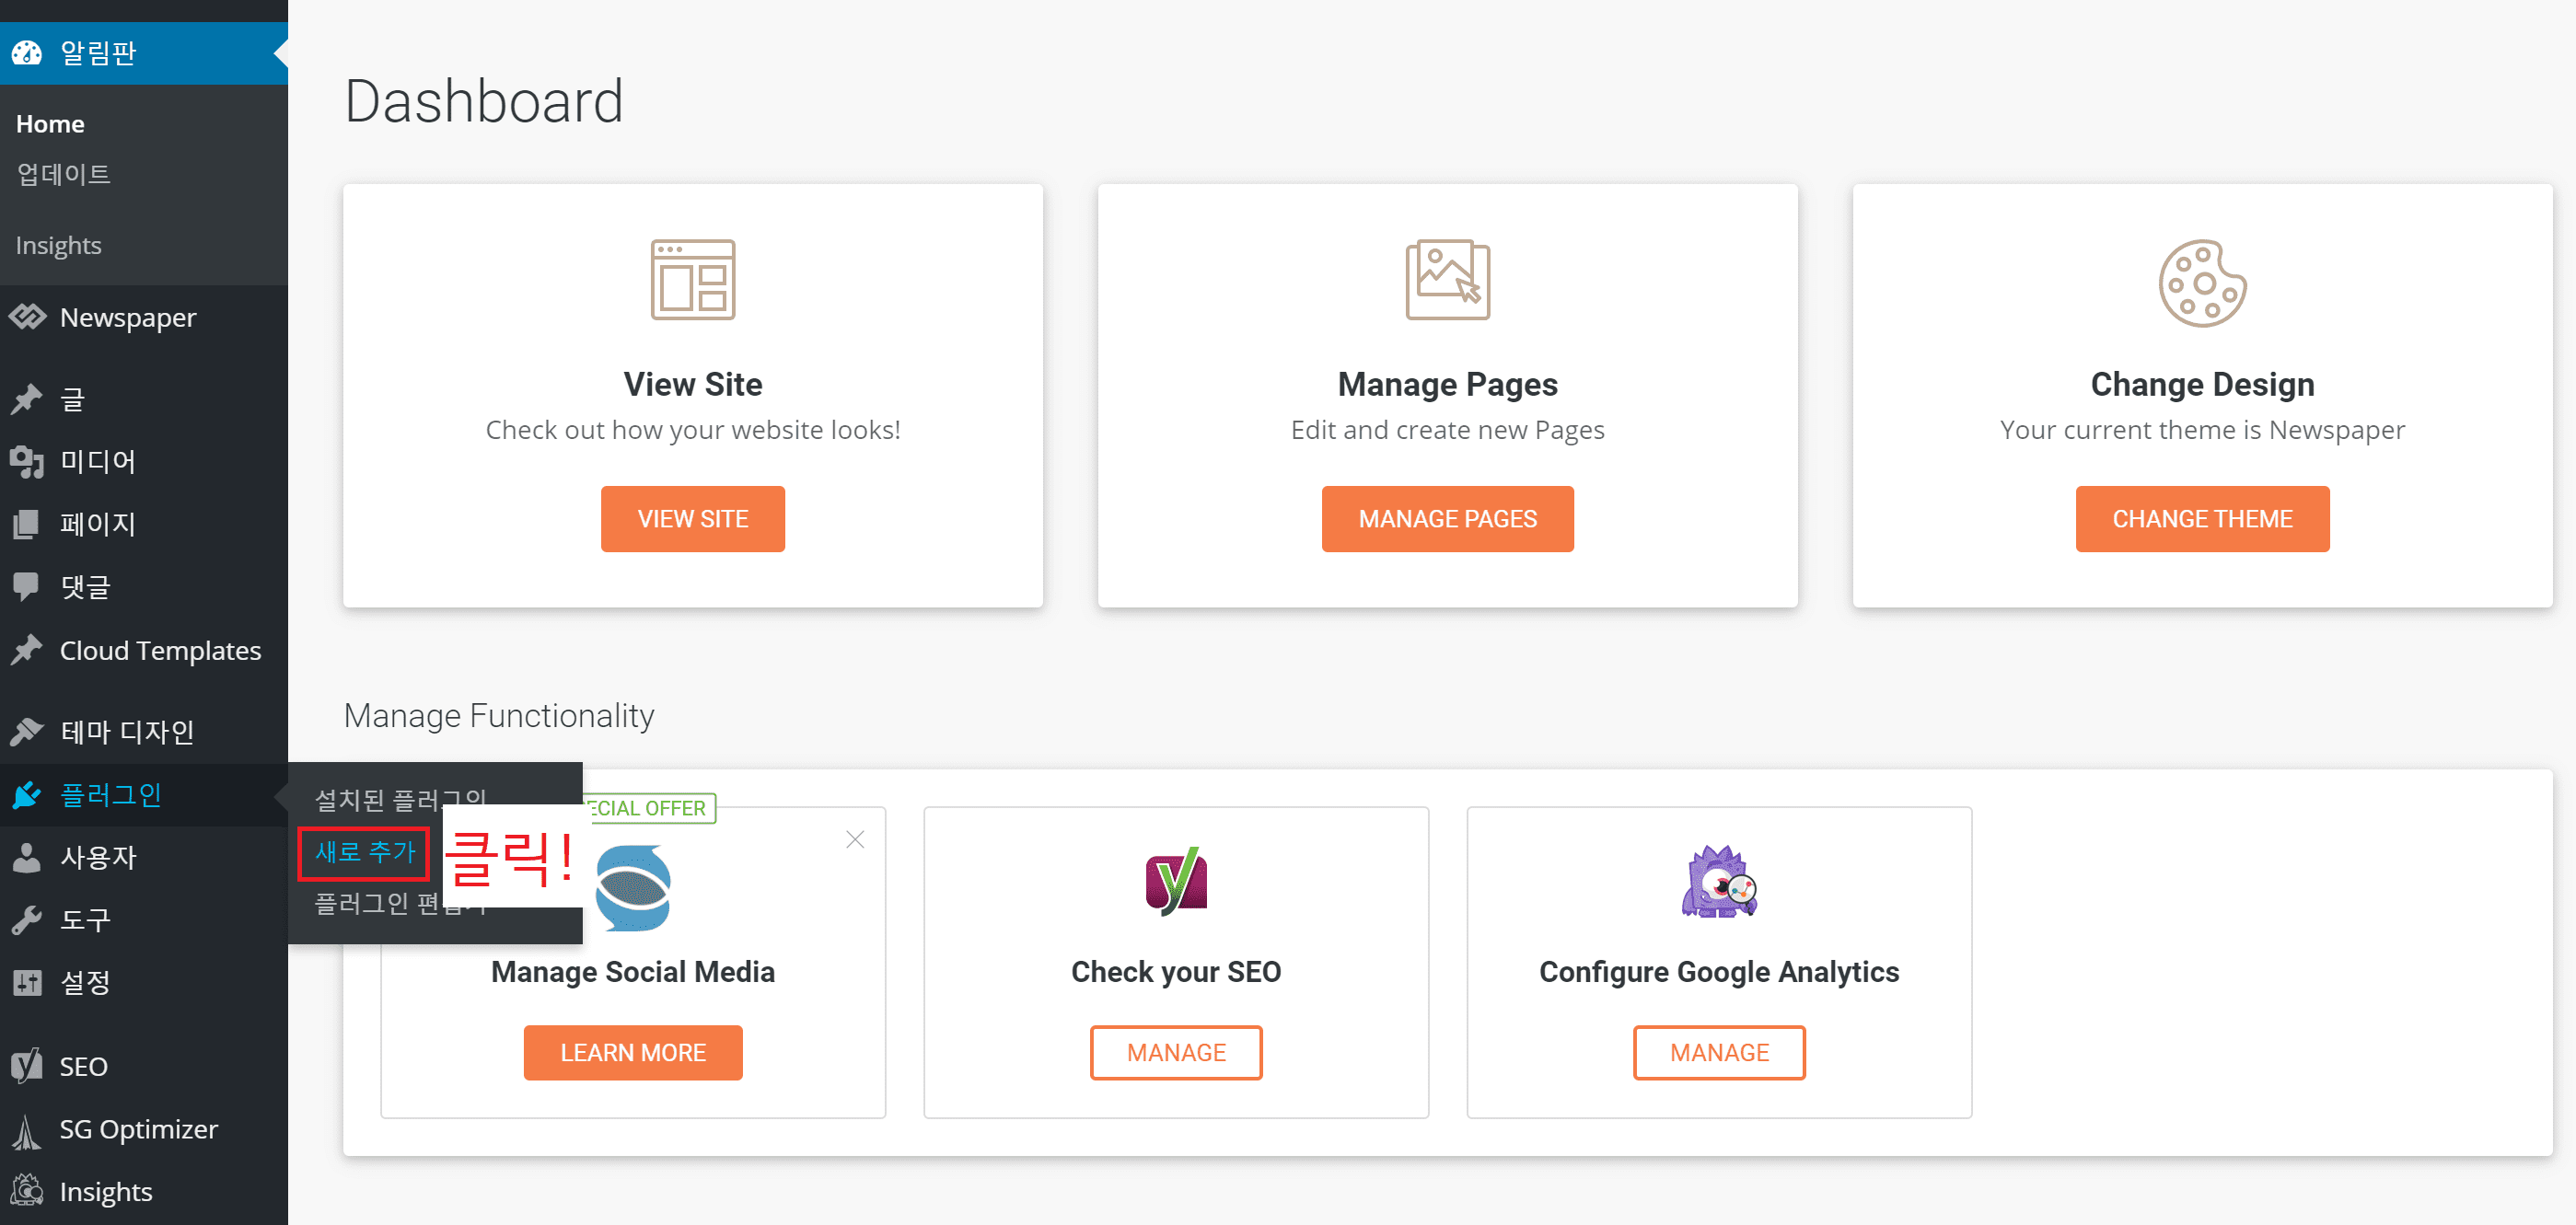 알림판
Home
업데이트
Insights
Newspaper
글
미디어
페이지
댓글
Cloud Templates
테마 디자인
플러그인
사용자
도구
설정
SEO
SG Optimizer
Insights
설치된 플러그인
새로 추가
클릭!
플러그인
Dashboard
View Site
Check out how your website looks!
VIEW SITE
Manage Pages
Edit and create new Pages
MANAGE PAGES
Change Design
Your current theme is Newspaper
CHANGE THEME
Manage Functionality
OFFER
Manage Social Media
LEARN MORE
Check your SEO
MANAGE
Configure Google Analytics
MANAGE